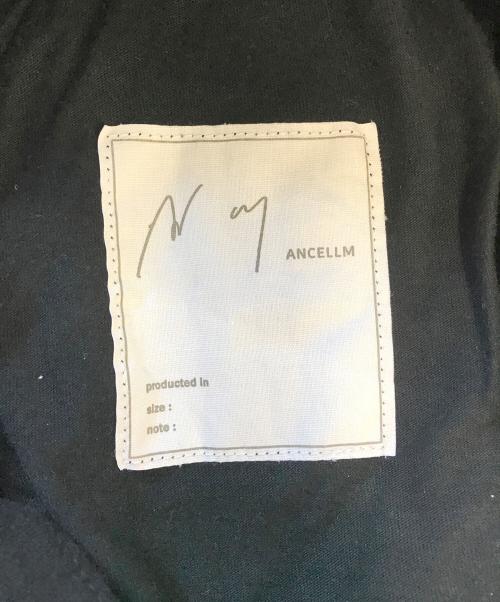 ANCELLM
producted in
size :
note :